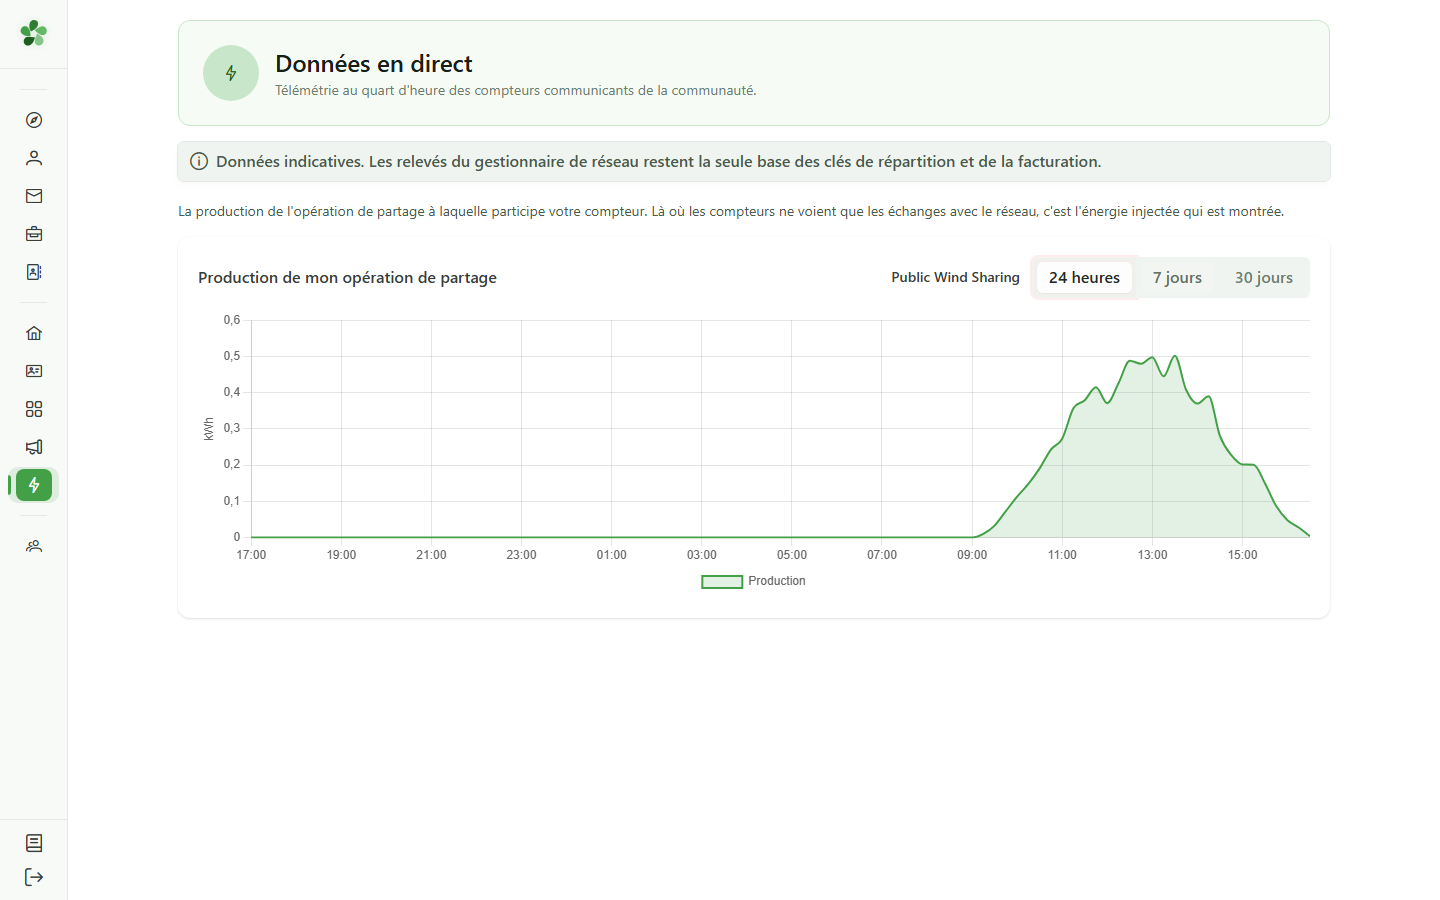 Données en direct
Télémétrie au quart d'heure des compteurs communicants de la communauté.
Données indicatives. Les relevés du gestionnaire de réseau restent la seule base des clés de répartition et de la facturation.
La production de l'opération de partage à laquelle participe votre compteur. Là où les compteurs ne voient que les échanges avec le réseau, c'est l'énergie injectée qui est montrée.
Production de mon opération de partage
Public Wind Sharing 24 heures 7 jours 30 jours
0,6
0,5
0,4
0,3
0,2
0,1
0
kWh
17:00 19:00 21:00 23:00 01:00 03:00 05:00 07:00 09:00 11:00 13:00 15:00
Production